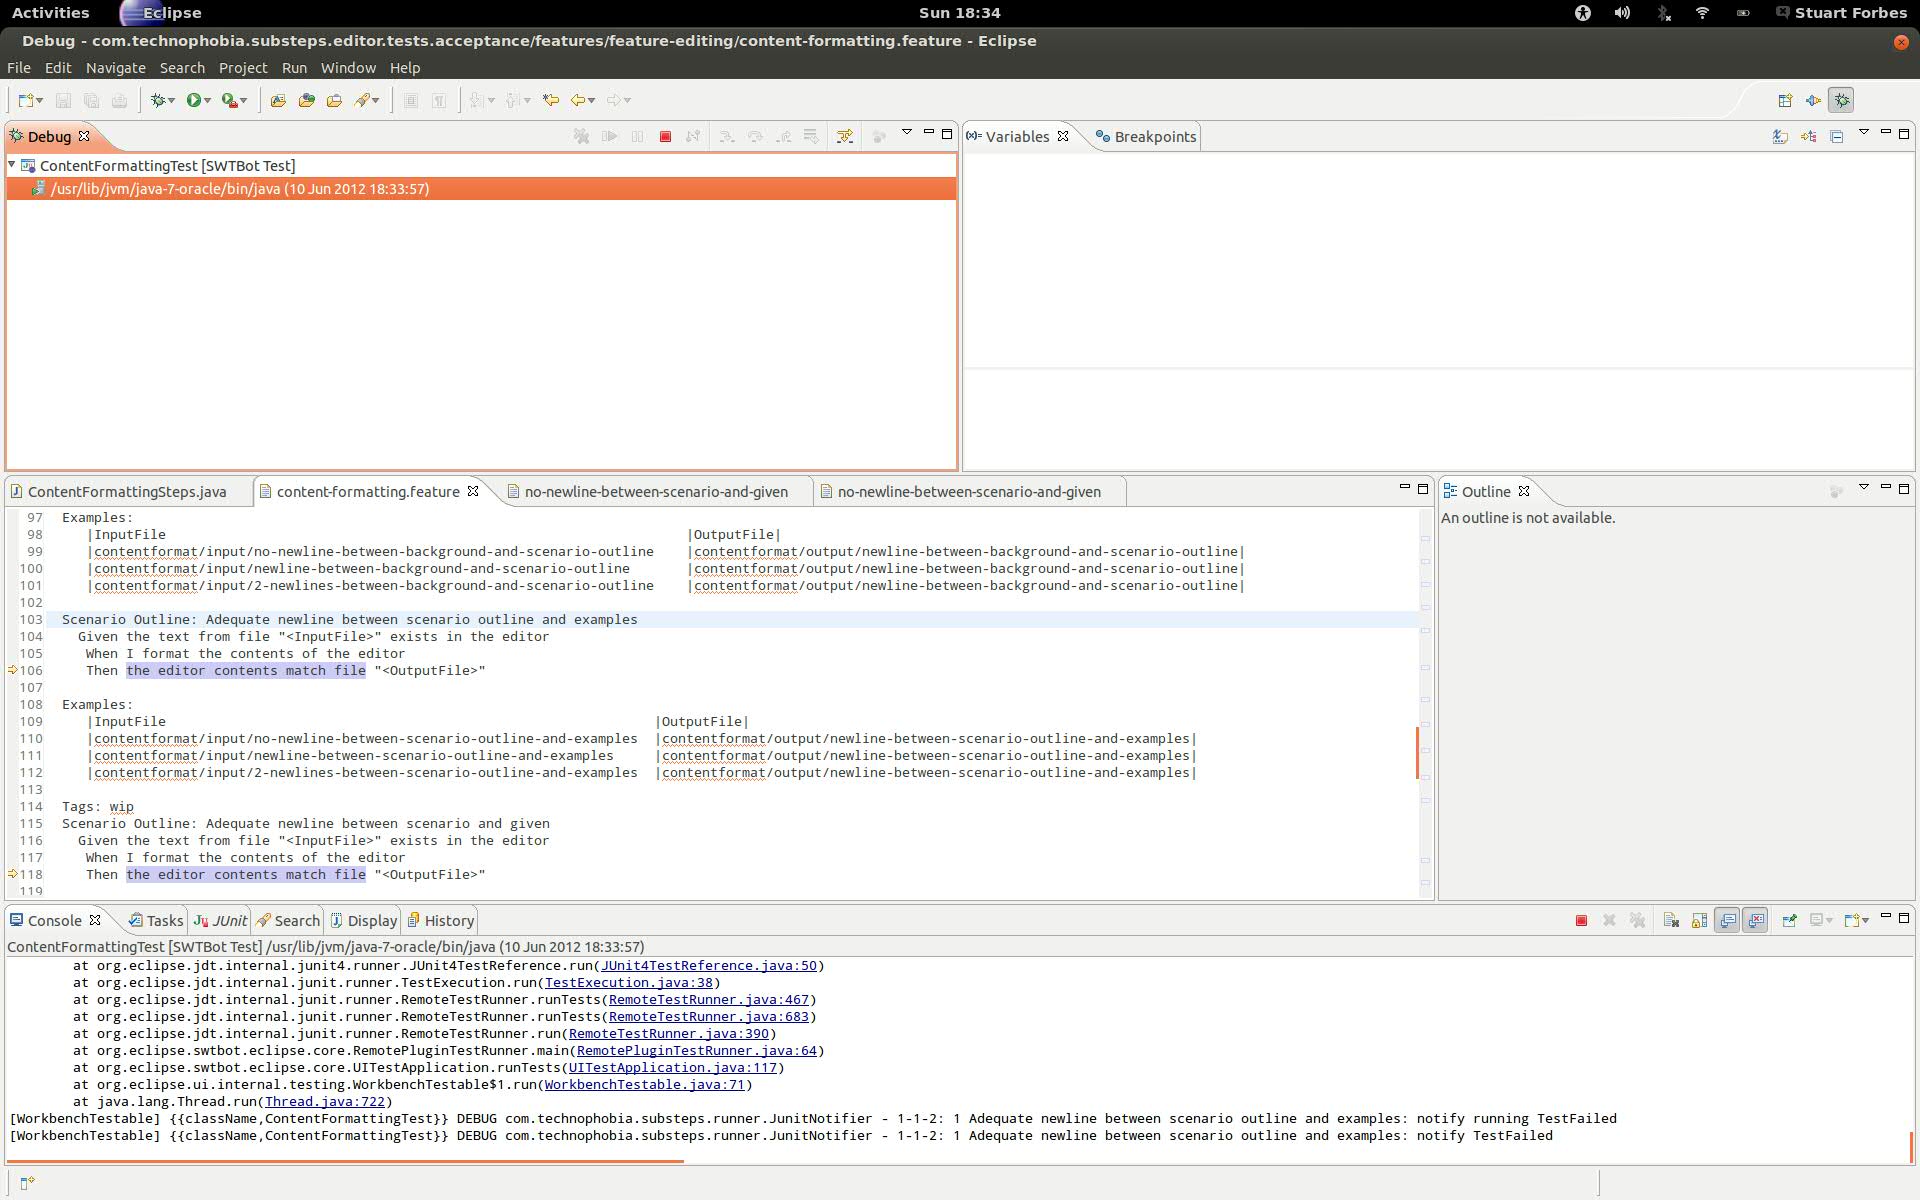 Activities Eclipse Sun 18:34 Stuart Forbes
Debug - com.technophobia.substeps.editor.tests.acceptance/features/feature-editing/content-formatting.feature - Eclipse
File Edit Navigate Search Project Run Window Help
Debug
Variables Breakpoints
ContentFormattingTest [SWTBot Test]
/usr/lib/jvm/java-7-oracle/bin/java (10 Jun 2012 18:33:57)
ContentFormattingSteps.java content-formatting.feature no-newline-between-scenario-and-given no-newline-between-scenario-and-given
Outline
An outline is not available.
97 Examples:
98 |InputFile |OutputFile|
99 |contentformat/input/no-newline-between-background-and-scenario-outline |contentformat/output/newline-between-background-and-scenario-outline|
100 |contentformat/input/newline-between-background-and-scenario-outline |contentformat/output/newline-between-background-and-scenario-outline|
101 |contentformat/input/2-newlines-between-background-and-scenario-outline |contentformat/output/newline-between-background-and-scenario-outline|
102
103 Scenario Outline: Adequate newline between scenario outline and examples
104 Given the text from file "<InputFile>" exists in the editor
105 When I format the contents of the editor
106 Then the editor contents match file "<OutputFile>"
107
108 Examples:
109 |InputFile |OutputFile|
110 |contentformat/input/no-newline-between-scenario-outline-and-examples |contentformat/output/newline-between-scenario-outline-and-examples|
111 |contentformat/input/newline-between-scenario-outline-and-examples |contentformat/output/newline-between-scenario-outline-and-examples|
112 |contentformat/input/2-newlines-between-scenario-outline-and-examples |contentformat/output/newline-between-scenario-outline-and-examples|
113
114 Tags: wip
115 Scenario Outline: Adequate newline between scenario and given
116 Given the text from file "<InputFile>" exists in the editor
117 When I format the contents of the editor
118 Then the editor contents match file "<OutputFile>"
119
Console Tasks JUnit Search Display History
ContentFormattingTest [SWTBot Test] /usr/lib/jvm/java-7-oracle/bin/java (10 Jun 2012 18:33:57)
at org.eclipse.jdt.internal.junit4.runner.JUnit4TestReference.run(JUnit4TestReference.java:50)
at org.eclipse.jdt.internal.junit.runner.TestExecution.run(TestExecution.java:38)
at org.eclipse.jdt.internal.junit.runner.RemoteTestRunner.runTests(RemoteTestRunner.java:467)
at org.eclipse.jdt.internal.junit.runner.RemoteTestRunner.runTests(RemoteTestRunner.java:683)
at org.eclipse.jdt.internal.junit.runner.RemoteTestRunner.run(RemoteTestRunner.java:390)
at org.eclipse.swtbot.eclipse.core.RemotePluginTestRunner.main(RemotePluginTestRunner.java:64)
at org.eclipse.swtbot.eclipse.core.UITestApplication.runTests(UITestApplication.java:117)
at org.eclipse.ui.internal.testing.WorkbenchTestable$1.run(WorkbenchTestable.java:71)
at java.lang.Thread.run(Thread.java:722)
[WorkbenchTestable] {{className,ContentFormattingTest}} DEBUG com.technophobia.substeps.runner.JunitNotifier - 1-1-2: 1 Adequate newline between scenario outline and examples: notify running TestFailed
[WorkbenchTestable] {{className,ContentFormattingTest}} DEBUG com.technophobia.substeps.runner.JunitNotifier - 1-1-2: 1 Adequate newline between scenario outline and examples: notify TestFailed